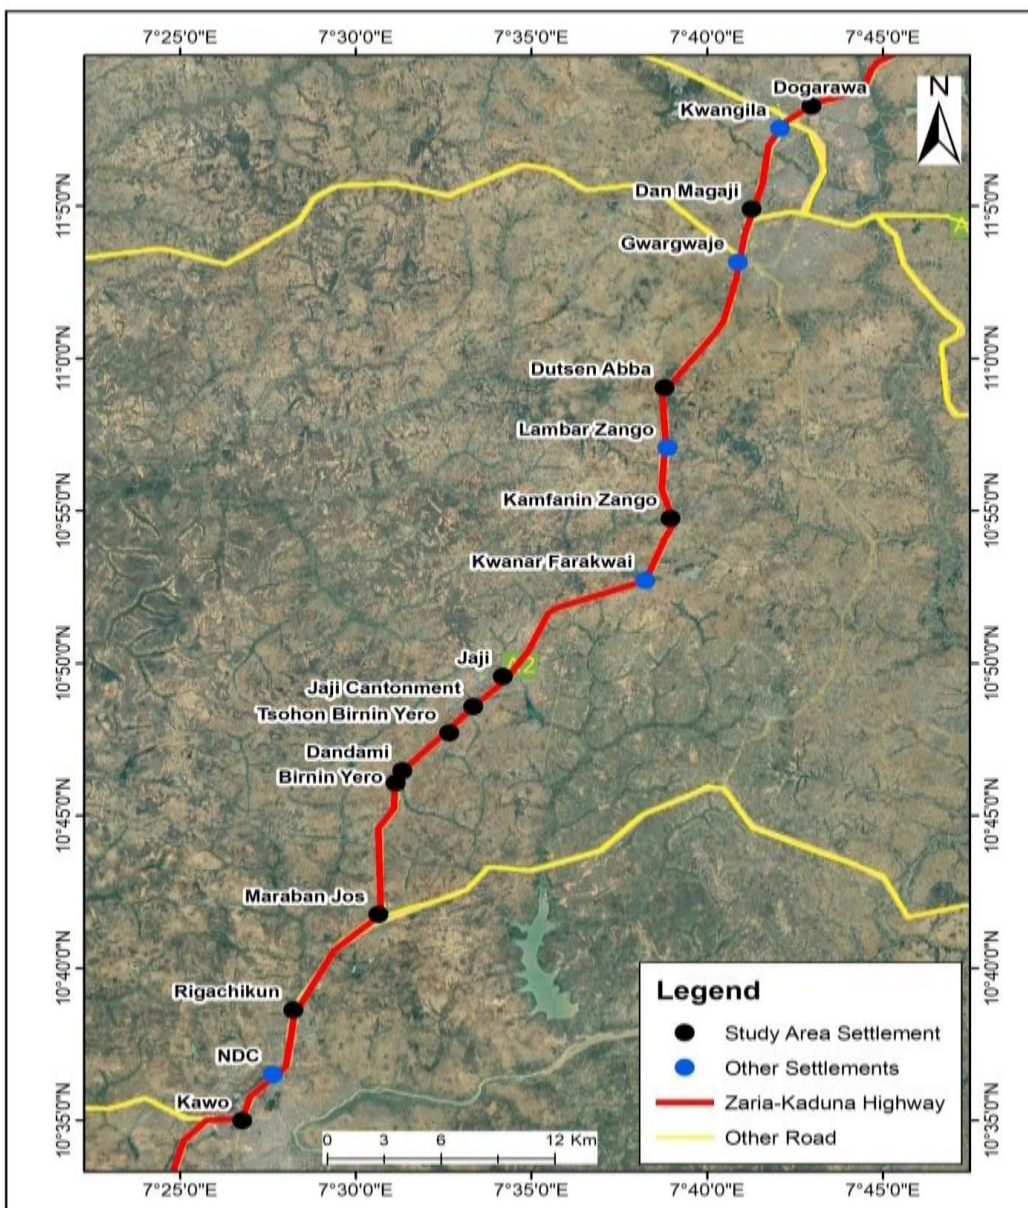 7°25'0"E 7°30'0"E 7°35'0"E 7°40'0"E 7°45'0"E
N
Dogarawa
Kwangila
Dan Magaji
Gwargwaje
Dutsen Abba
Lambar Zango
Kamfanin Zango
Kwanar Farakwai
Jaji
A2
Jaji Cantonment
Tsohon Birnin Yero
Dandami
Birnin Yero
Maraban Jos
Rigachikun
NDC
Kawo
11°5'0"N
11°0'0"N
10°55'0"N
10°50'0"N
10°45'0"N
10°40'0"N
10°35'0"N
11°5'0"N
11°0'0"N
10°55'0"N
10°50'0"N
10°45'0"N
10°40'0"N
10°35'0"N
Legend
Study Area Settlement
Other Settlements
Zaria-Kaduna Highway
Other Road
0 3 6 12 Km
7°25'0"E 7°30'0"E 7°35'0"E 7°40'0"E 7°45'0"E